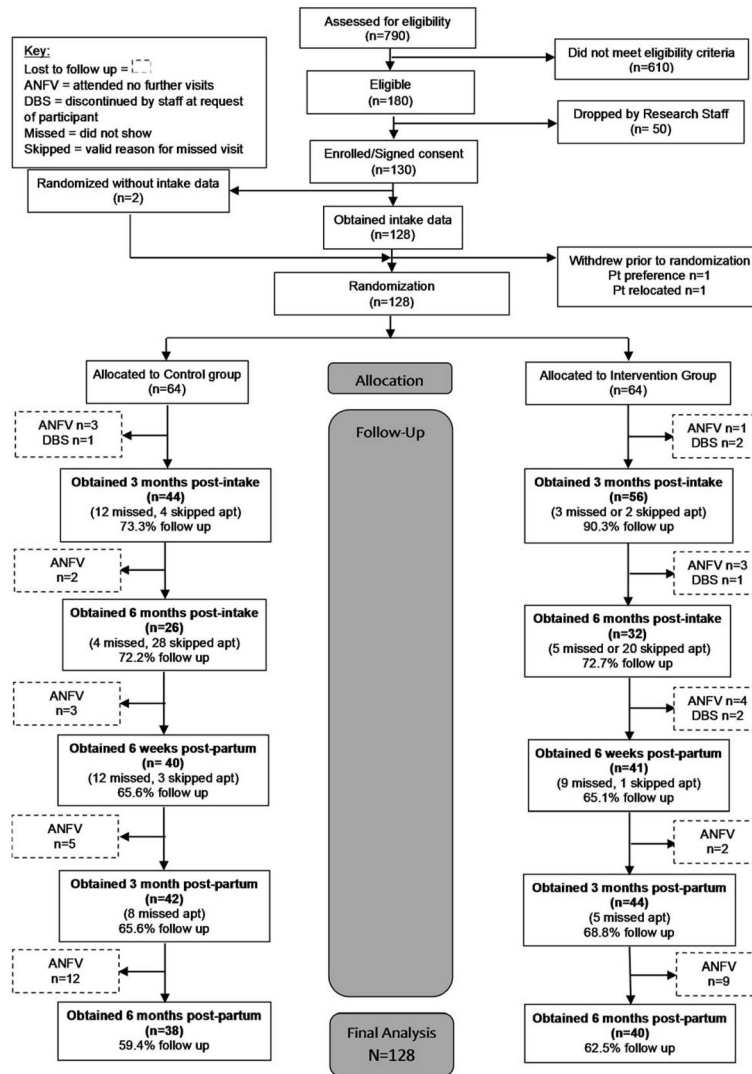 Assessed for eligibility
(n=790)
Key:
Lost to follow up =
ANFV = attended no further visits
DBS = discontinued by staff at request
of participant
Missed = did not show
Skipped = valid reason for missed visit
Did not meet eligibility criteria
(n=610)
Eligible
(n=180)
Dropped by Research Staff
(n= 50)
Enrolled/Signed consent
(n=130)
Randomized without intake data
(n=2)
Obtained intake data
(n=128)
Withdrew prior to randomization
Pt preference n=1
Pt relocated n=1
Randomization
(n=128)
Allocated to Control group
(n=64)
Allocation
Allocated to Intervention Group
(n=64)
ANFV n=3
DBS n=1
Follow-Up
ANFV n=1
DBS n=2
Obtained 3 months post-intake
(n=44)
(12 missed, 4 skipped apt)
73.3% follow up
Obtained 3 months post-intake
(n=56)
(3 missed or 2 skipped apt)
90.3% follow up
ANFV
n=2
ANFV n=3
DBS n=1
Obtained 6 months post-intake
(n=26)
(4 missed, 28 skipped apt)
72.2% follow up
Obtained 6 months post-intake
(n=32)
(5 missed or 20 skipped apt)
72.7% follow up
ANFV
n=3
ANFV n=4
DBS n=2
Obtained 6 weeks post-partum
(n= 40)
(12 missed, 3 skipped apt)
65.6% follow up
Obtained 6 weeks post-partum
(n=41)
(9 missed, 1 skipped apt)
65.1% follow up
ANFV
n=5
ANFV
n=2
Obtained 3 month post-partum
(n=42)
(8 missed apt)
65.6% follow up
Obtained 3 months post-partum
(n=44)
(5 missed apt)
68.8% follow up
ANFV
n=12
ANFV
n=9
Obtained 6 months post-partum
(n=38)
59.4% follow up
Final Analysis
N=128
Obtained 6 months post-partum
(n=40)
62.5% follow up